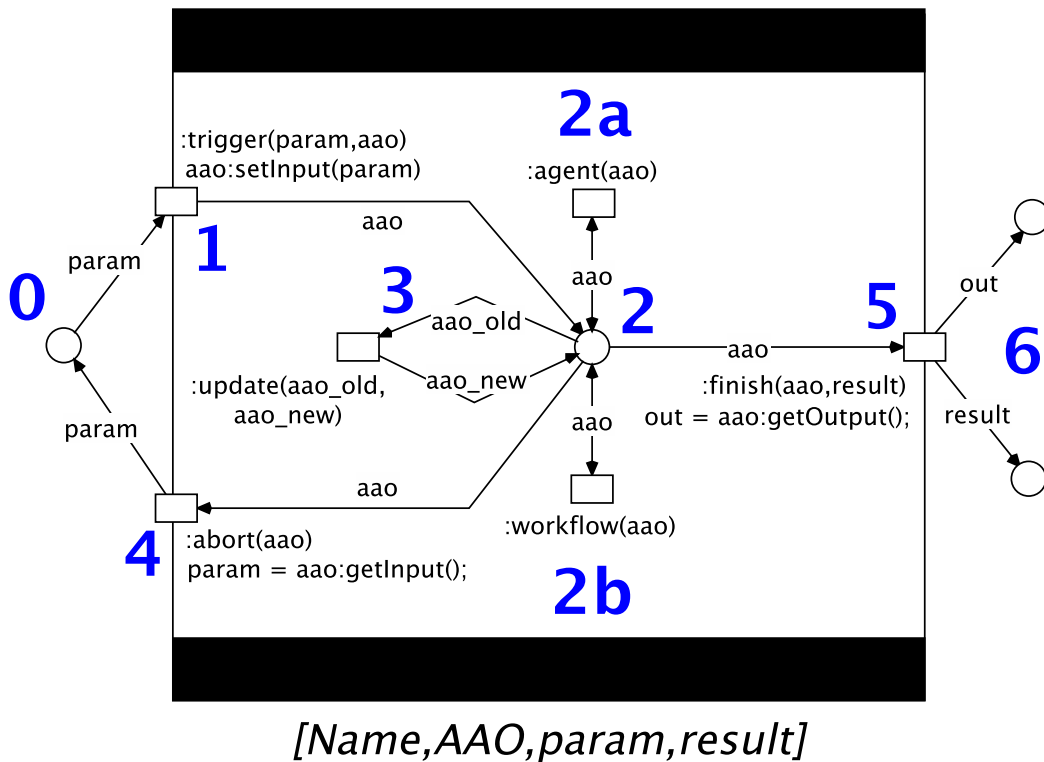 2a
:trigger(param,aao)
aao:setInput(param)
:agent(aao)
1
aao
param
0
3
aao
2
5
out
aao_old
aao
6
aao_new
:update(aao_old,
aao_new)
:finish(aao,result)
out = aao:getOutput();
result
param
aao
aao
:workflow(aao)
4
:abort(aao)
param = aao:getInput();
2b
[Name,AAO,param,result]